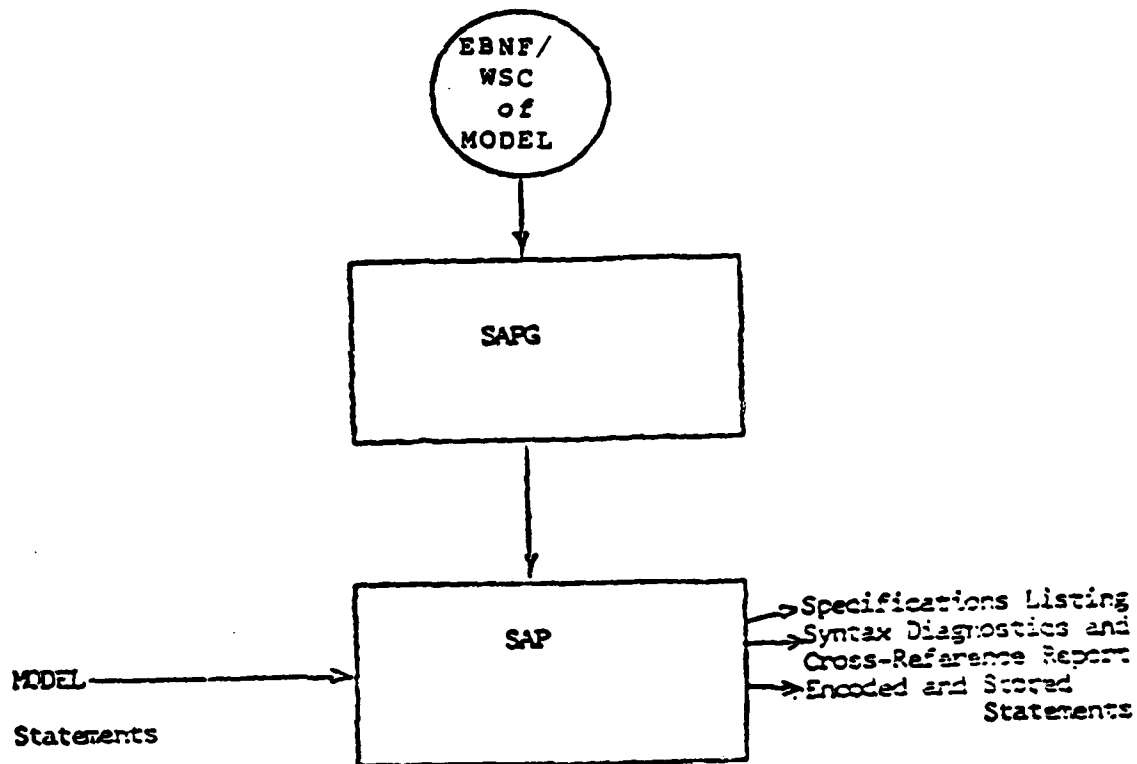 EBNF/
WSC
of
MODEL
SAPG
SAP
MODEL
Statements
Specifications Listing
Syntax Diagnostics and
Cross-Reference Report
Encoded and Stored
Statements